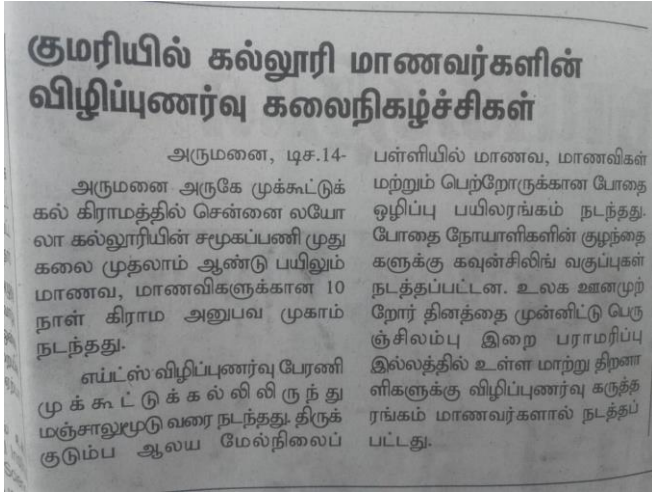 குமரியில் கல்லூரி மாணவர்களின்
விழிப்புணர்வு கலைநிகழ்ச்சிகள்
அருமனை, டிச.14-
அருமனை அருகே முக்கூட்டுக்
கல் கிராமத்தில் சென்னை லயோ
லா கல்லூரியின் சமூகப்பணி முது
கலை முதலாம் ஆண்டு பயிலும்
மாணவ, மாணவிகளுக்கான 10
நாள் கிராம அனுபவ முகாம்
நடந்தது.
எய்ட்ஸ் விழிப்புணர்வு பேரணி
முக்கூட்டுக்கல்லிலிருந்து
மஞ்சாலுமூடு வரை நடந்தது. திருக்
குடும்ப ஆலய மேல்நிலைப்
பள்ளியில் மாணவ, மாணவிகள்
மற்றும் பெற்றோருக்கான போதை
ஒழிப்பு பயிலரங்கம் நடந்தது.
போதை நோயாளிகளின் குழந்தை
களுக்கு கவுன்சிலிங் வகுப்புகள்
நடத்தப்பட்டன. உலக ஊனமுற்
றோர் தினத்தை முன்னிட்டு பெரு
ஞ்சிலம்பு இறை பராமரிப்பு
இல்லத்தில் உள்ள மாற்று திறனா
ளிகளுக்கு விழிப்புணர்வு கருத்த
ரங்கம் மாணவர்களால் நடத்தப்
பட்டது.